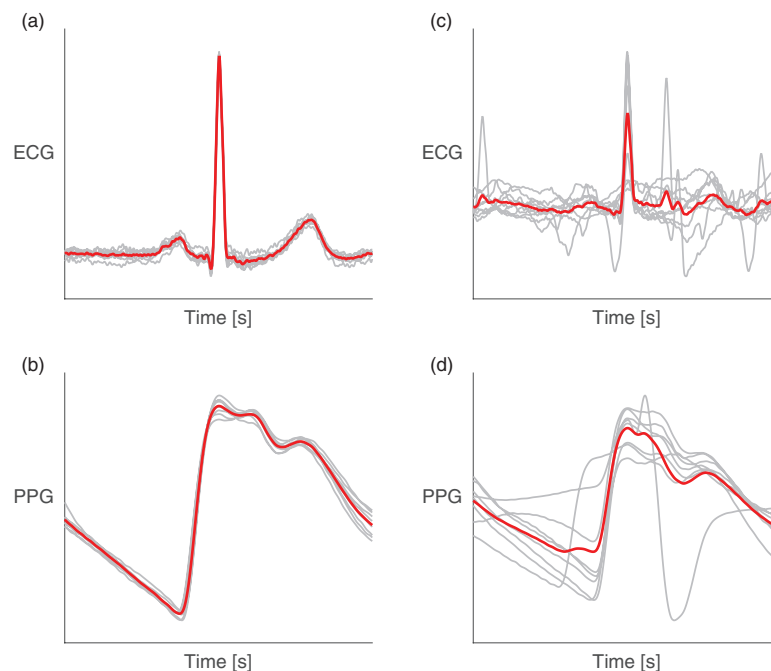 (a)
ECG
Time [s]
(c)
ECG
Time [s]
(b)
PPG
Time [s]
(d)
PPG
Time [s]